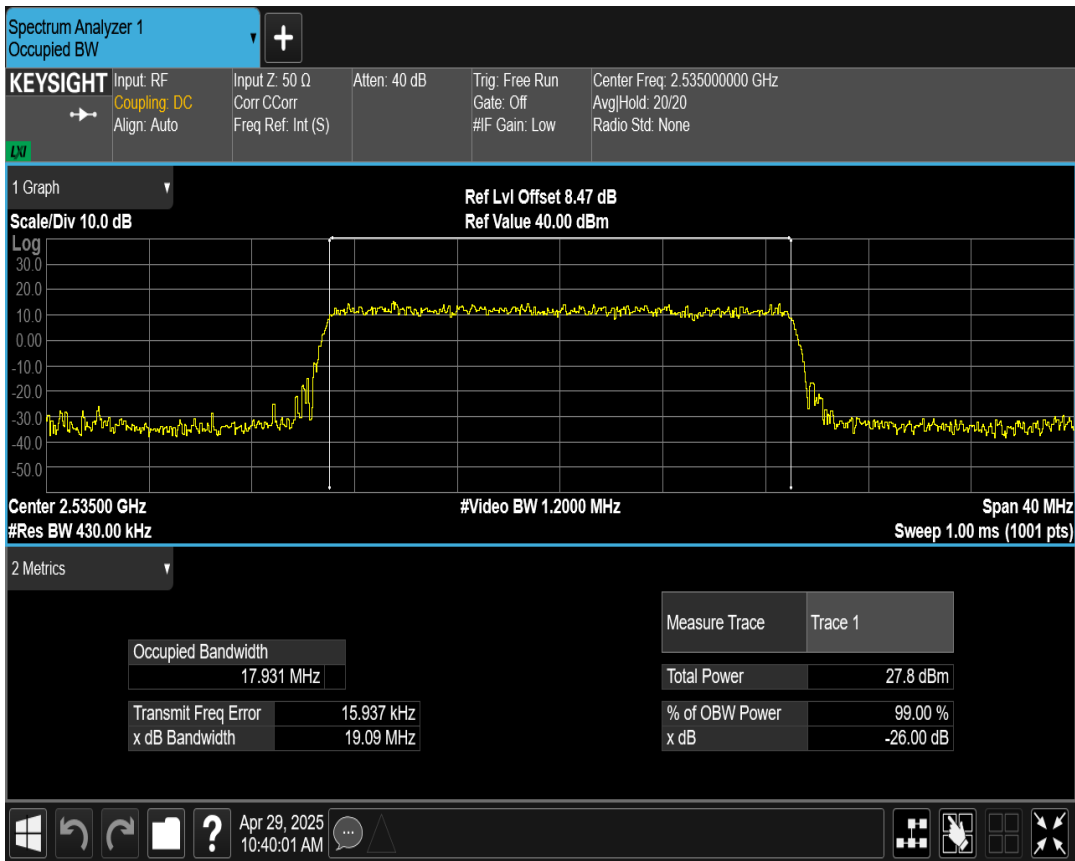 Spectrum Analyzer 1
Occupied BW
KEYSIGHT
Input: RF
Coupling: DC
Align: Auto
Input Z: 50 Ω
Corr CCorr
Freq Ref: Int (S)
Atten: 40 dB
Trig: Free Run
Gate: Off
#IF Gain: Low
Center Freq: 2.535000000 GHz
Avg|Hold: 20/20
Radio Std: None
LXI
1 Graph
Ref Lvl Offset 8.47 dB
Scale/Div 10.0 dB
Ref Value 40.00 dBm
Log
30.0
20.0
10.0
0.00
-10.0
-20.0
-30.0
-40.0
-50.0
Center 2.53500 GHz
#Video BW 1.2000 MHz
Span 40 MHz
#Res BW 430.00 kHz
Sweep 1.00 ms (1001 pts)
2 Metrics
Measure Trace Trace 1
Occupied Bandwidth
17.931 MHz
Total Power 27.8 dBm
Transmit Freq Error 15.937 kHz
% of OBW Power 99.00 %
x dB Bandwidth 19.09 MHz
x dB -26.00 dB
Apr 29, 2025
10:40:01 AM